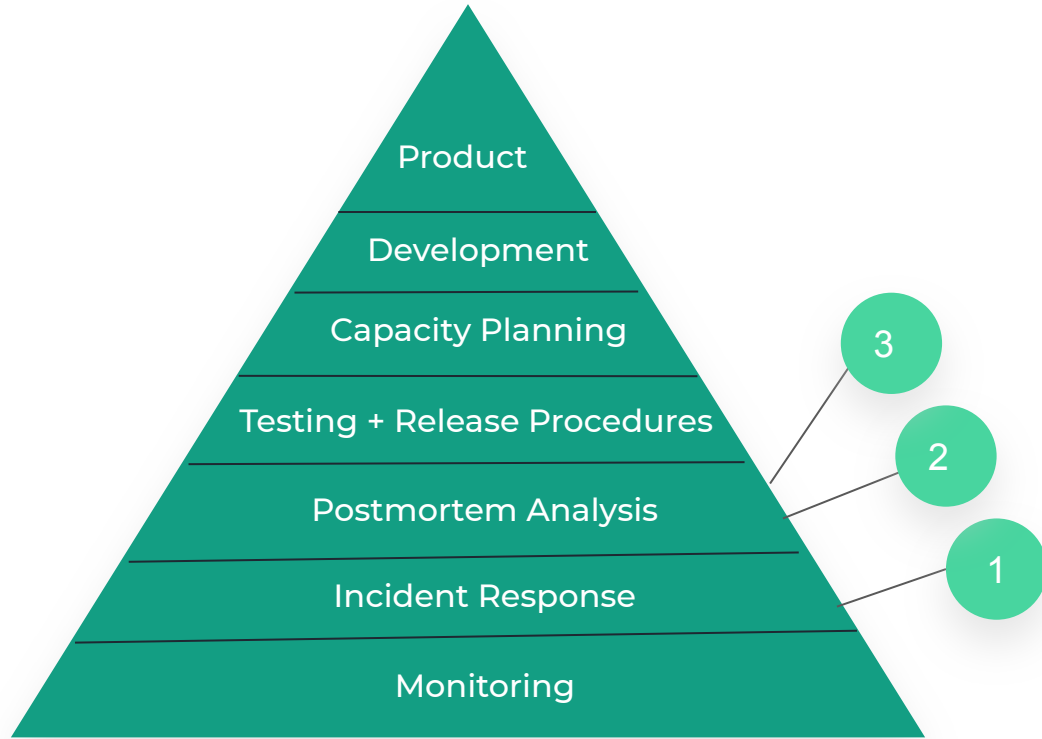 Product
Development
Capacity Planning
3
Testing + Release Procedures
2
Postmortem Analysis
1
Incident Response
Monitoring